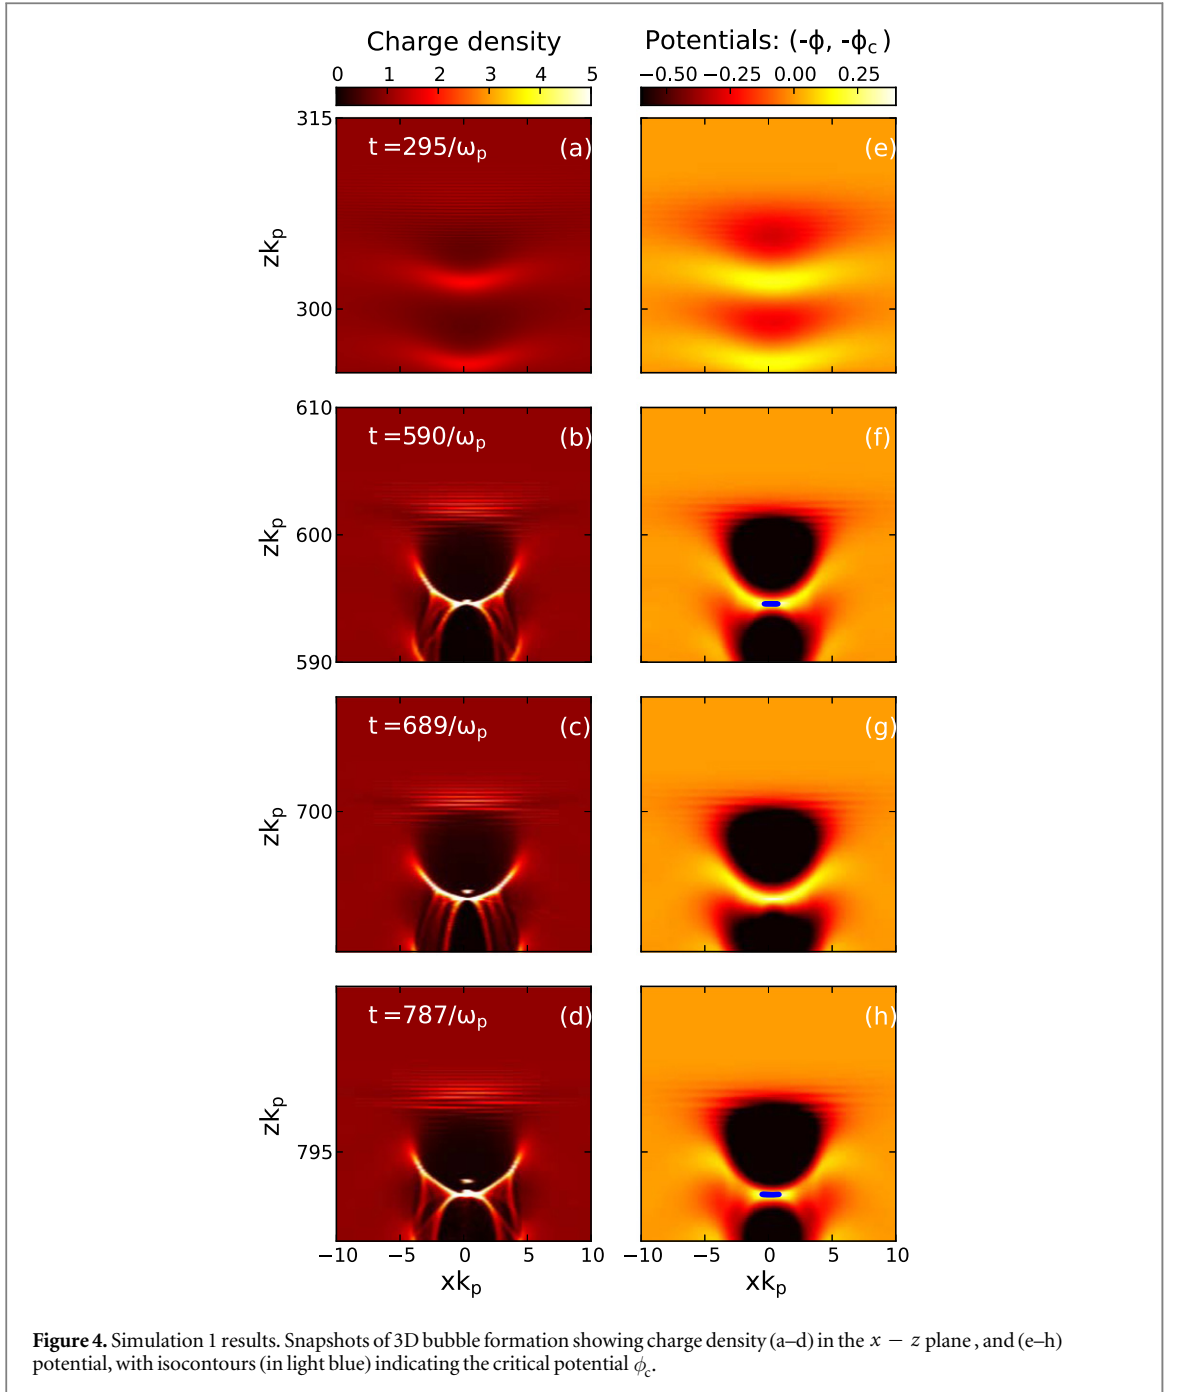 Charge density
Potentials: (-ϕ, -ϕc)
0 1 2 3 4 5
−0.50 −0.25 0.00 0.25
315
t =295/ωp
(a)
(e)
zkp
300
610
t =590/ωp
(b)
(f)
zkp
600
590
t =689/ωp
(c)
(g)
zkp
700
t =787/ωp
(d)
(h)
zkp
795
−10 −5 0 5 10
−10 −5 0 5 10
xkp
xkp
Figure 4. Simulation 1 results. Snapshots of 3D bubble formation showing charge density (a–d) in the x − z plane, and (e–h)
potential, with isocontours (in light blue) indicating the critical potential ϕc.